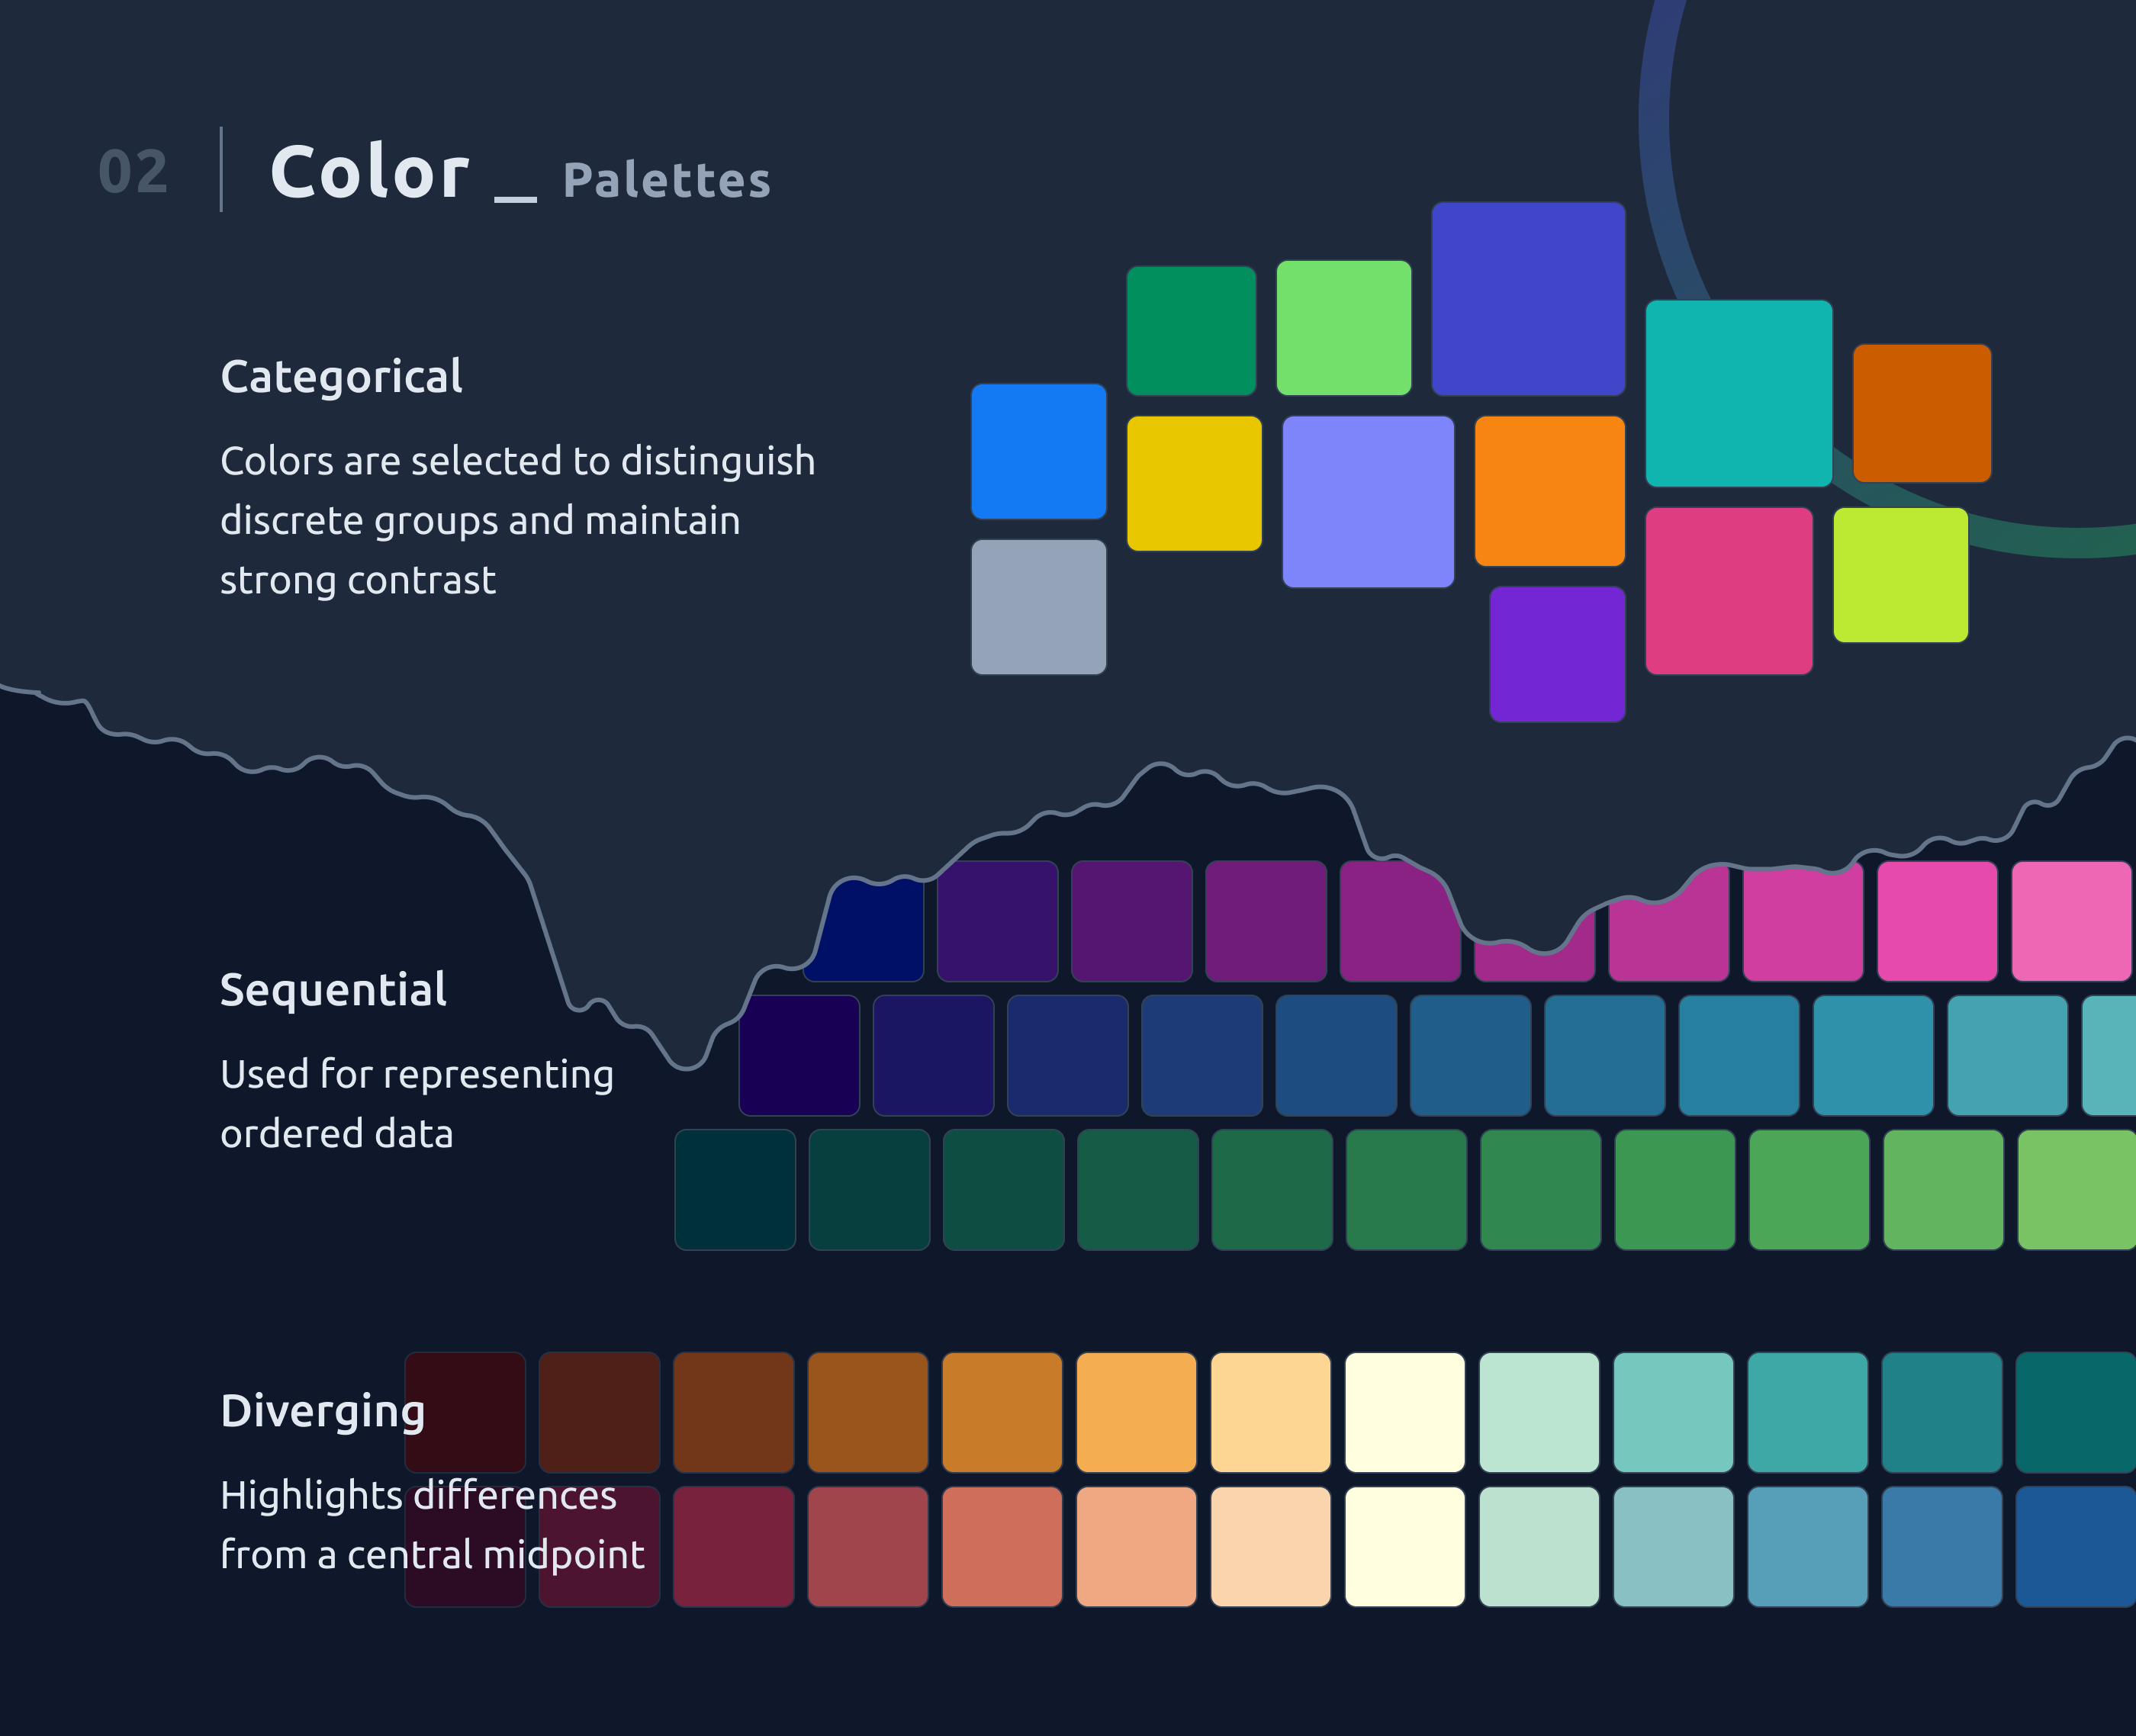 02
Color _ Palettes
Categorical
Colors are selected to distinguish
discrete groups and maintain
strong contrast
Sequential
Used for representing
ordered data
Diverging
Highlights differences
from a central midpoint